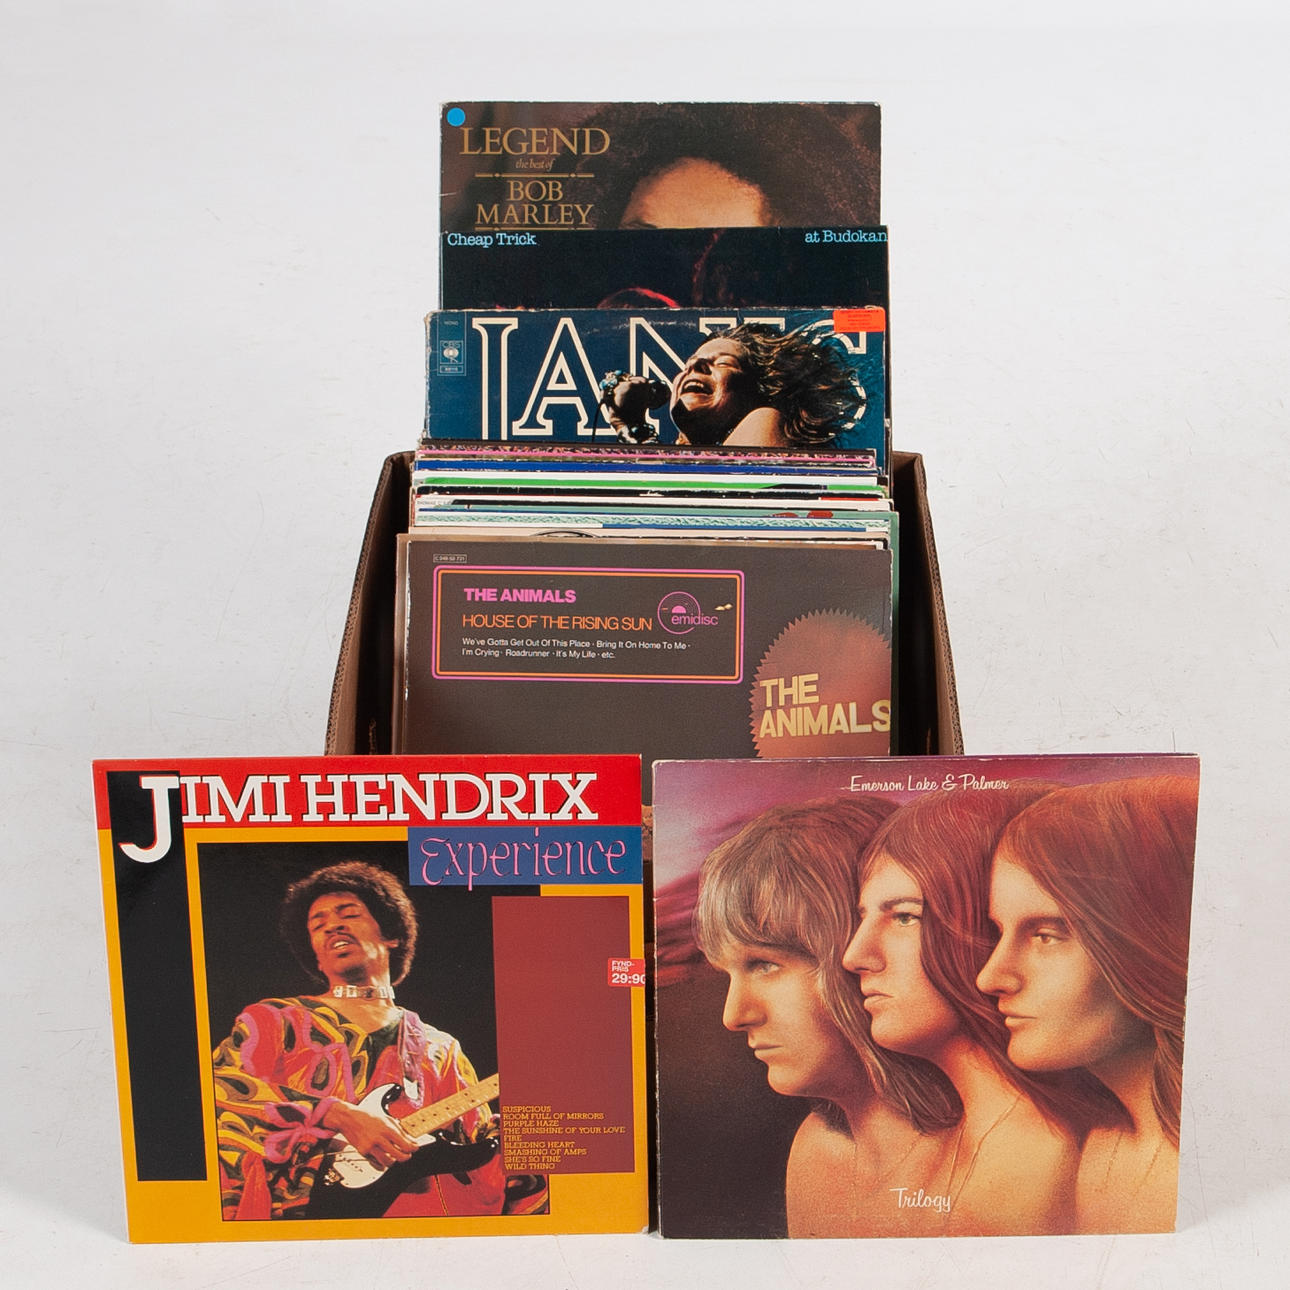 LEGEND
the best of
BOB
MARLEY
Cheap Trick
at Budokan
MONO
CBS
JANIS
THE ANIMALS
HOUSE OF THE RISING SUN
emidisc
We've Gotta Get Out Of This Place · Bring It On Home To Me ·
I'm Crying · Roadrunner · It's My Life · etc.
THE
ANIMALS
JIMI HENDRIX
Experience
FYND-
PRIS
29:90
SUSPICIOUS
ROOM FULL OF MIRRORS
PURPLE HAZE
THE SUNSHINE OF YOUR LOVE
FIRE
BLEEDING HEART
SMASHING OF AMPS
SHE'S SO FINE
WILD THING
Emerson Lake & Palmer
Trilogy